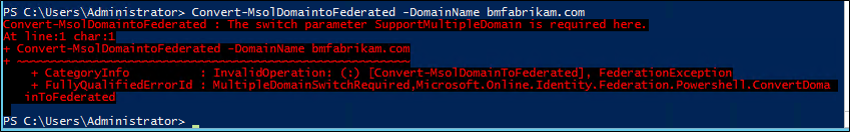 PS C:\Users\Administrator> Convert-MsolDomaintoFederated -DomainName bmfabrikam.com
Convert-MsolDomaintoFederated : The switch parameter SupportMultipleDomain is required here.
At line:1 char:1
+ Convert-MsolDomaintoFederated -DomainName bmfabrikam.com
+ ~~~~~~~~~~~~~~~~~~~~~~~~~~~~~~~~~~~~~~~~~~~~~~~~~~~~~~~~
    + CategoryInfo          : InvalidOperation: (:) [Convert-MsolDomainToFederated], FederationException
    + FullyQualifiedErrorId : MultipleDomainSwitchRequired,Microsoft.Online.Identity.Federation.Powershell.ConvertDoma
   inToFederated
PS C:\Users\Administrator> _